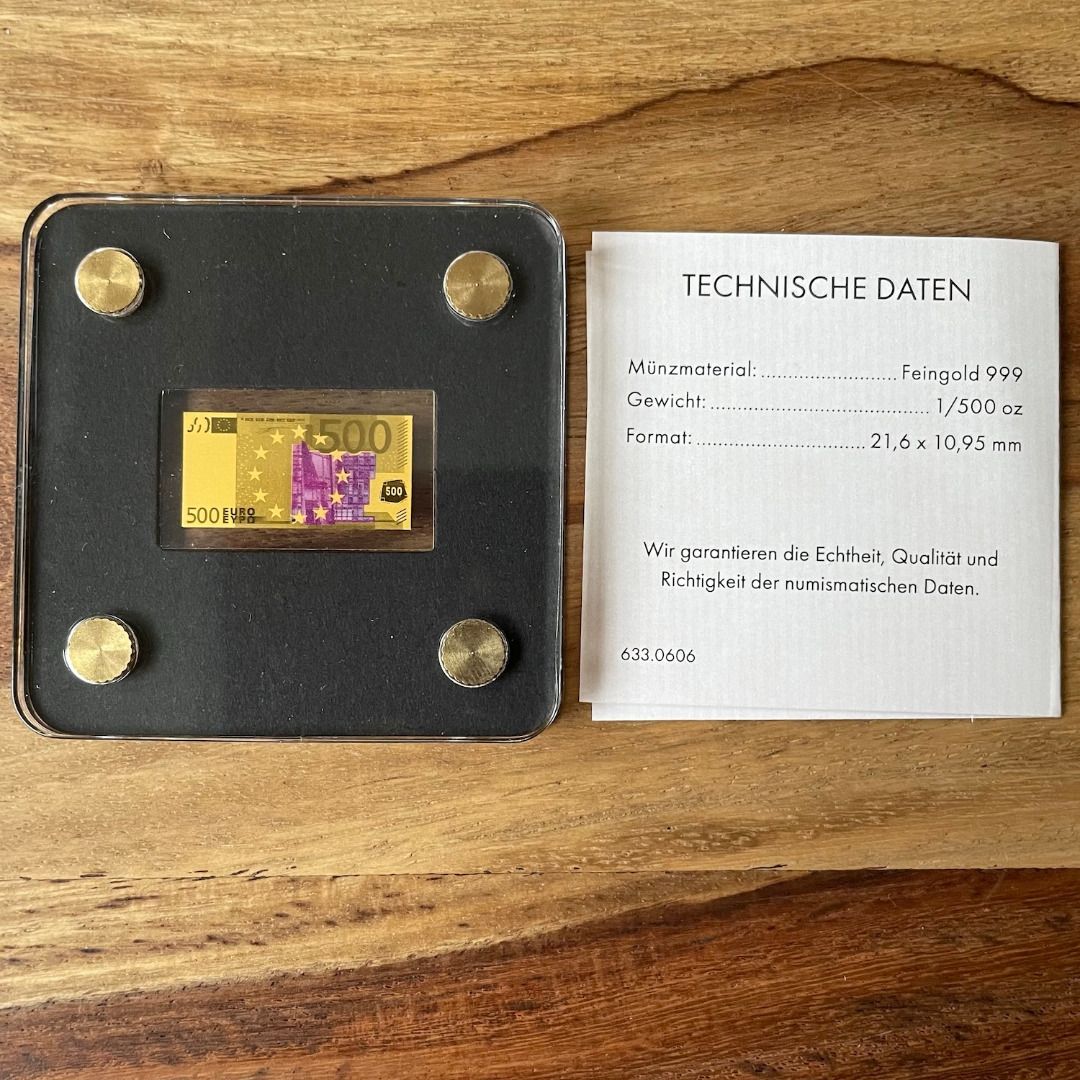 500
500
500 EURO
ΕΥΡΩ
TECHNISCHE DATEN
Münzmaterial: ......................... Feingold 999
Gewicht: ........................................ 1/500 oz
Format: ............................... 21,6 x 10,95 mm
Wir garantieren die Echtheit, Qualität und
Richtigkeit der numismatischen Daten.
633.0606